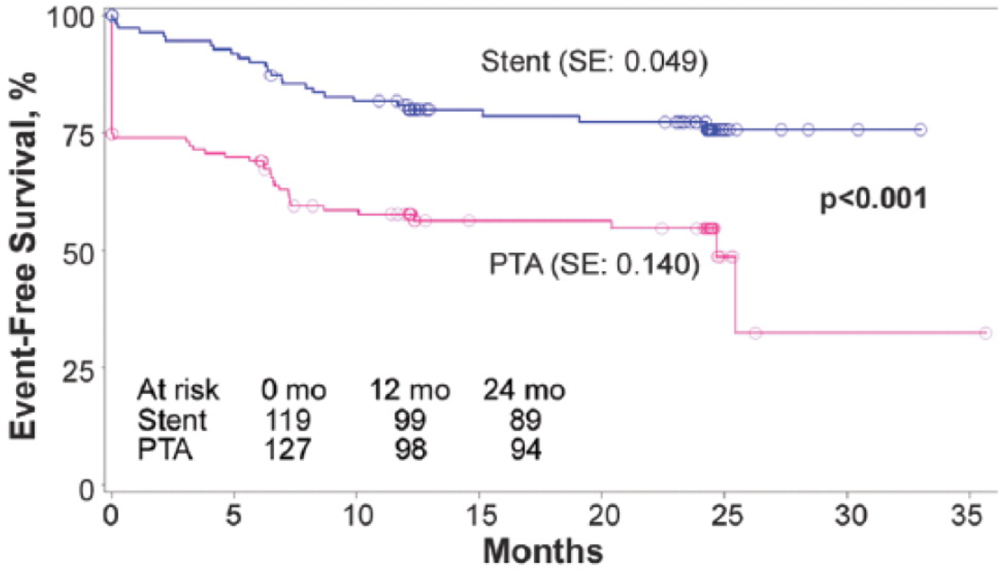 Event-Free Survival, %
100
75
50
25
0
Stent (SE: 0.049)
p<0.001
PTA (SE: 0.140)
At risk 0 mo 12 mo 24 mo
Stent 119 99 89
PTA 127 98 94
0 5 10 15 20 25 30 35
Months